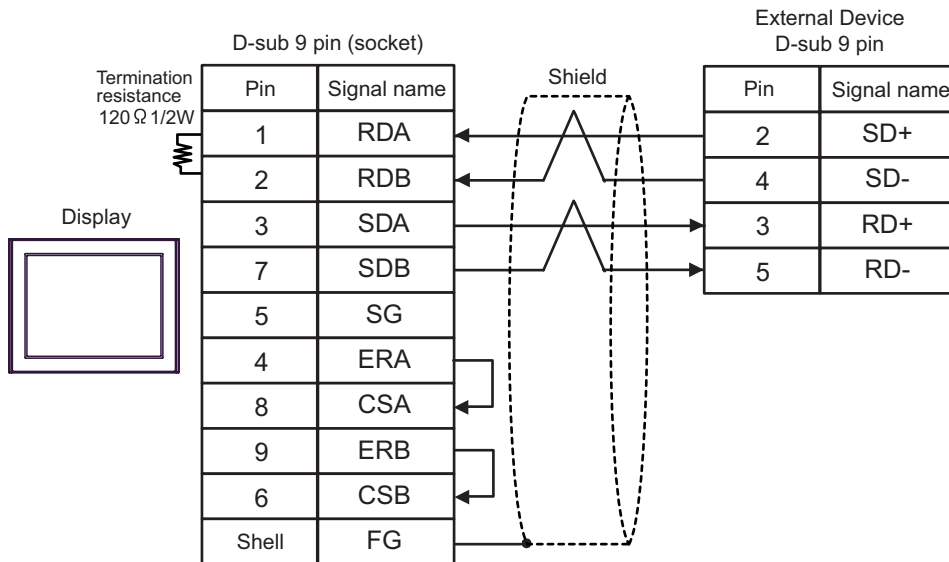 External Device
D-sub 9 pin
D-sub 9 pin (socket)
Termination
resistance
120 Ω 1/2W
Shield
Display
Pin Signal name
1 RDA
2 RDB
3 SDA
7 SDB
5 SG
4 ERA
8 CSA
9 ERB
6 CSB
Shell FG
Pin Signal name
2 SD+
4 SD-
3 RD+
5 RD-